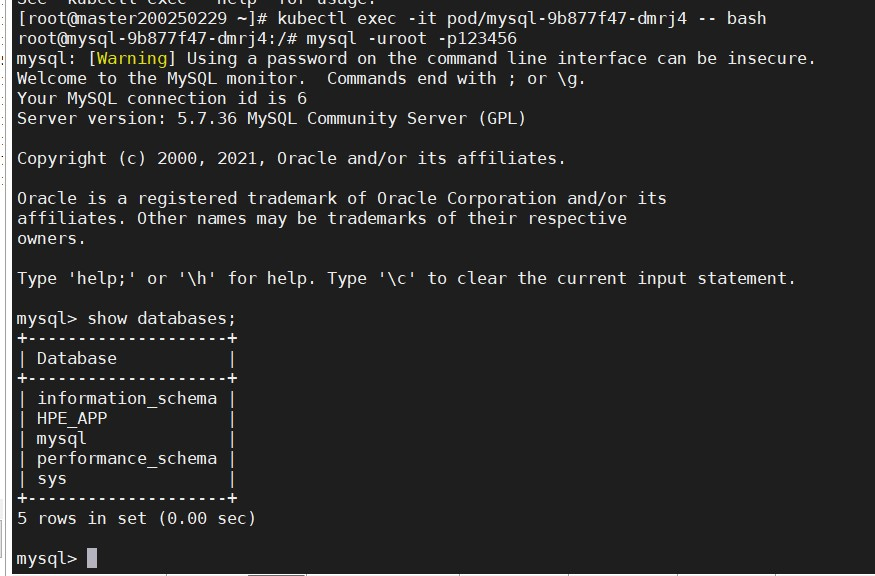 [root@master200250229 ~]# kubectl exec -it pod/mysql-9b877f47-dmrj4 -- bash
root@mysql-9b877f47-dmrj4:/# mysql -uroot -p123456
mysql: [Warning] Using a password on the command line interface can be insecure.
Welcome to the MySQL monitor.  Commands end with ; or \g.
Your MySQL connection id is 6
Server version: 5.7.36 MySQL Community Server (GPL)
Copyright (c) 2000, 2021, Oracle and/or its affiliates.
Oracle is a registered trademark of Oracle Corporation and/or its
affiliates. Other names may be trademarks of their respective
owners.
Type 'help;' or '\h' for help. Type '\c' to clear the current input statement.
mysql> show databases;
+--------------------+
| Database           |
+--------------------+
| information_schema |
| HPE_APP            |
| mysql              |
| performance_schema |
| sys                |
+--------------------+
5 rows in set (0.00 sec)
mysql>